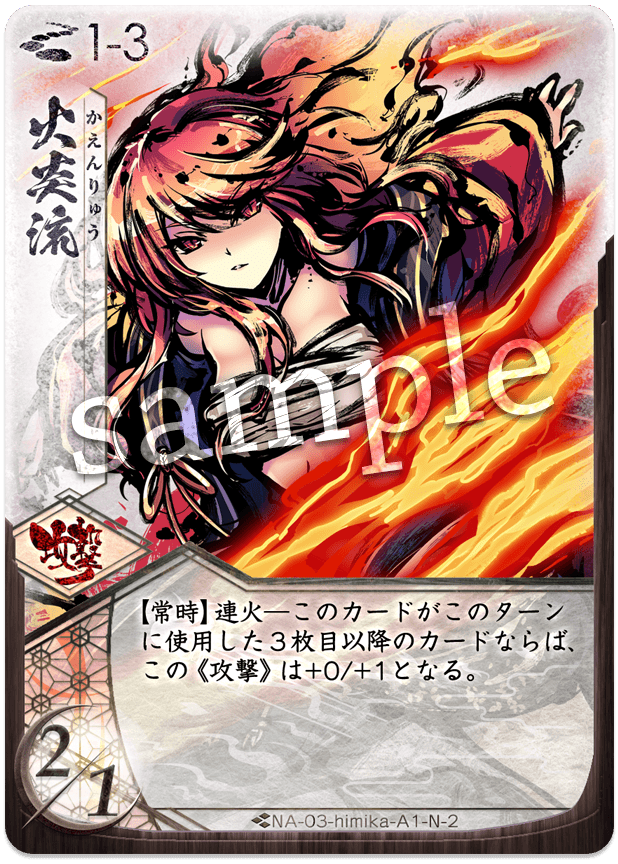 1-3
火炎流
かえんりゅう
sample
攻撃
【常時】連火―このカードがこのターン
に使用した３枚目以降のカードならば、
この《攻撃》は+0/+1となる。
2/1
NA-03-himika-A1-N-2